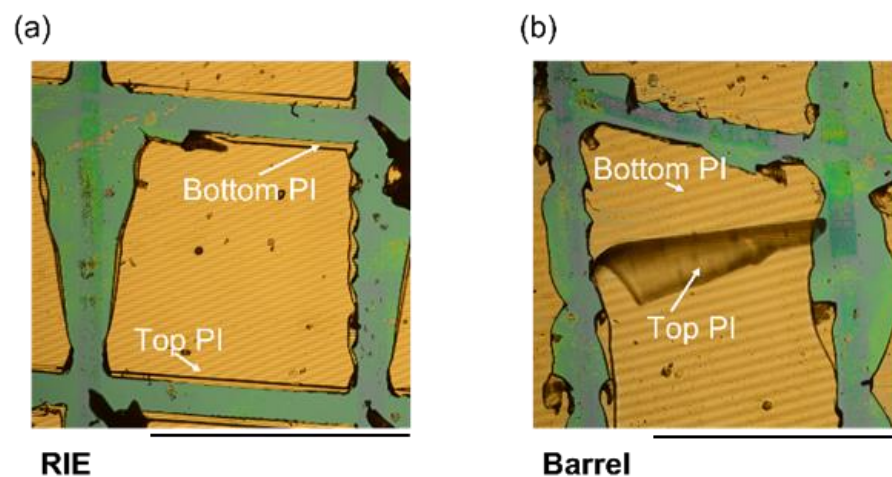 (a)
(b)
Bottom PI
Top PI
Bottom PI
Top PI
RIE
Barrel